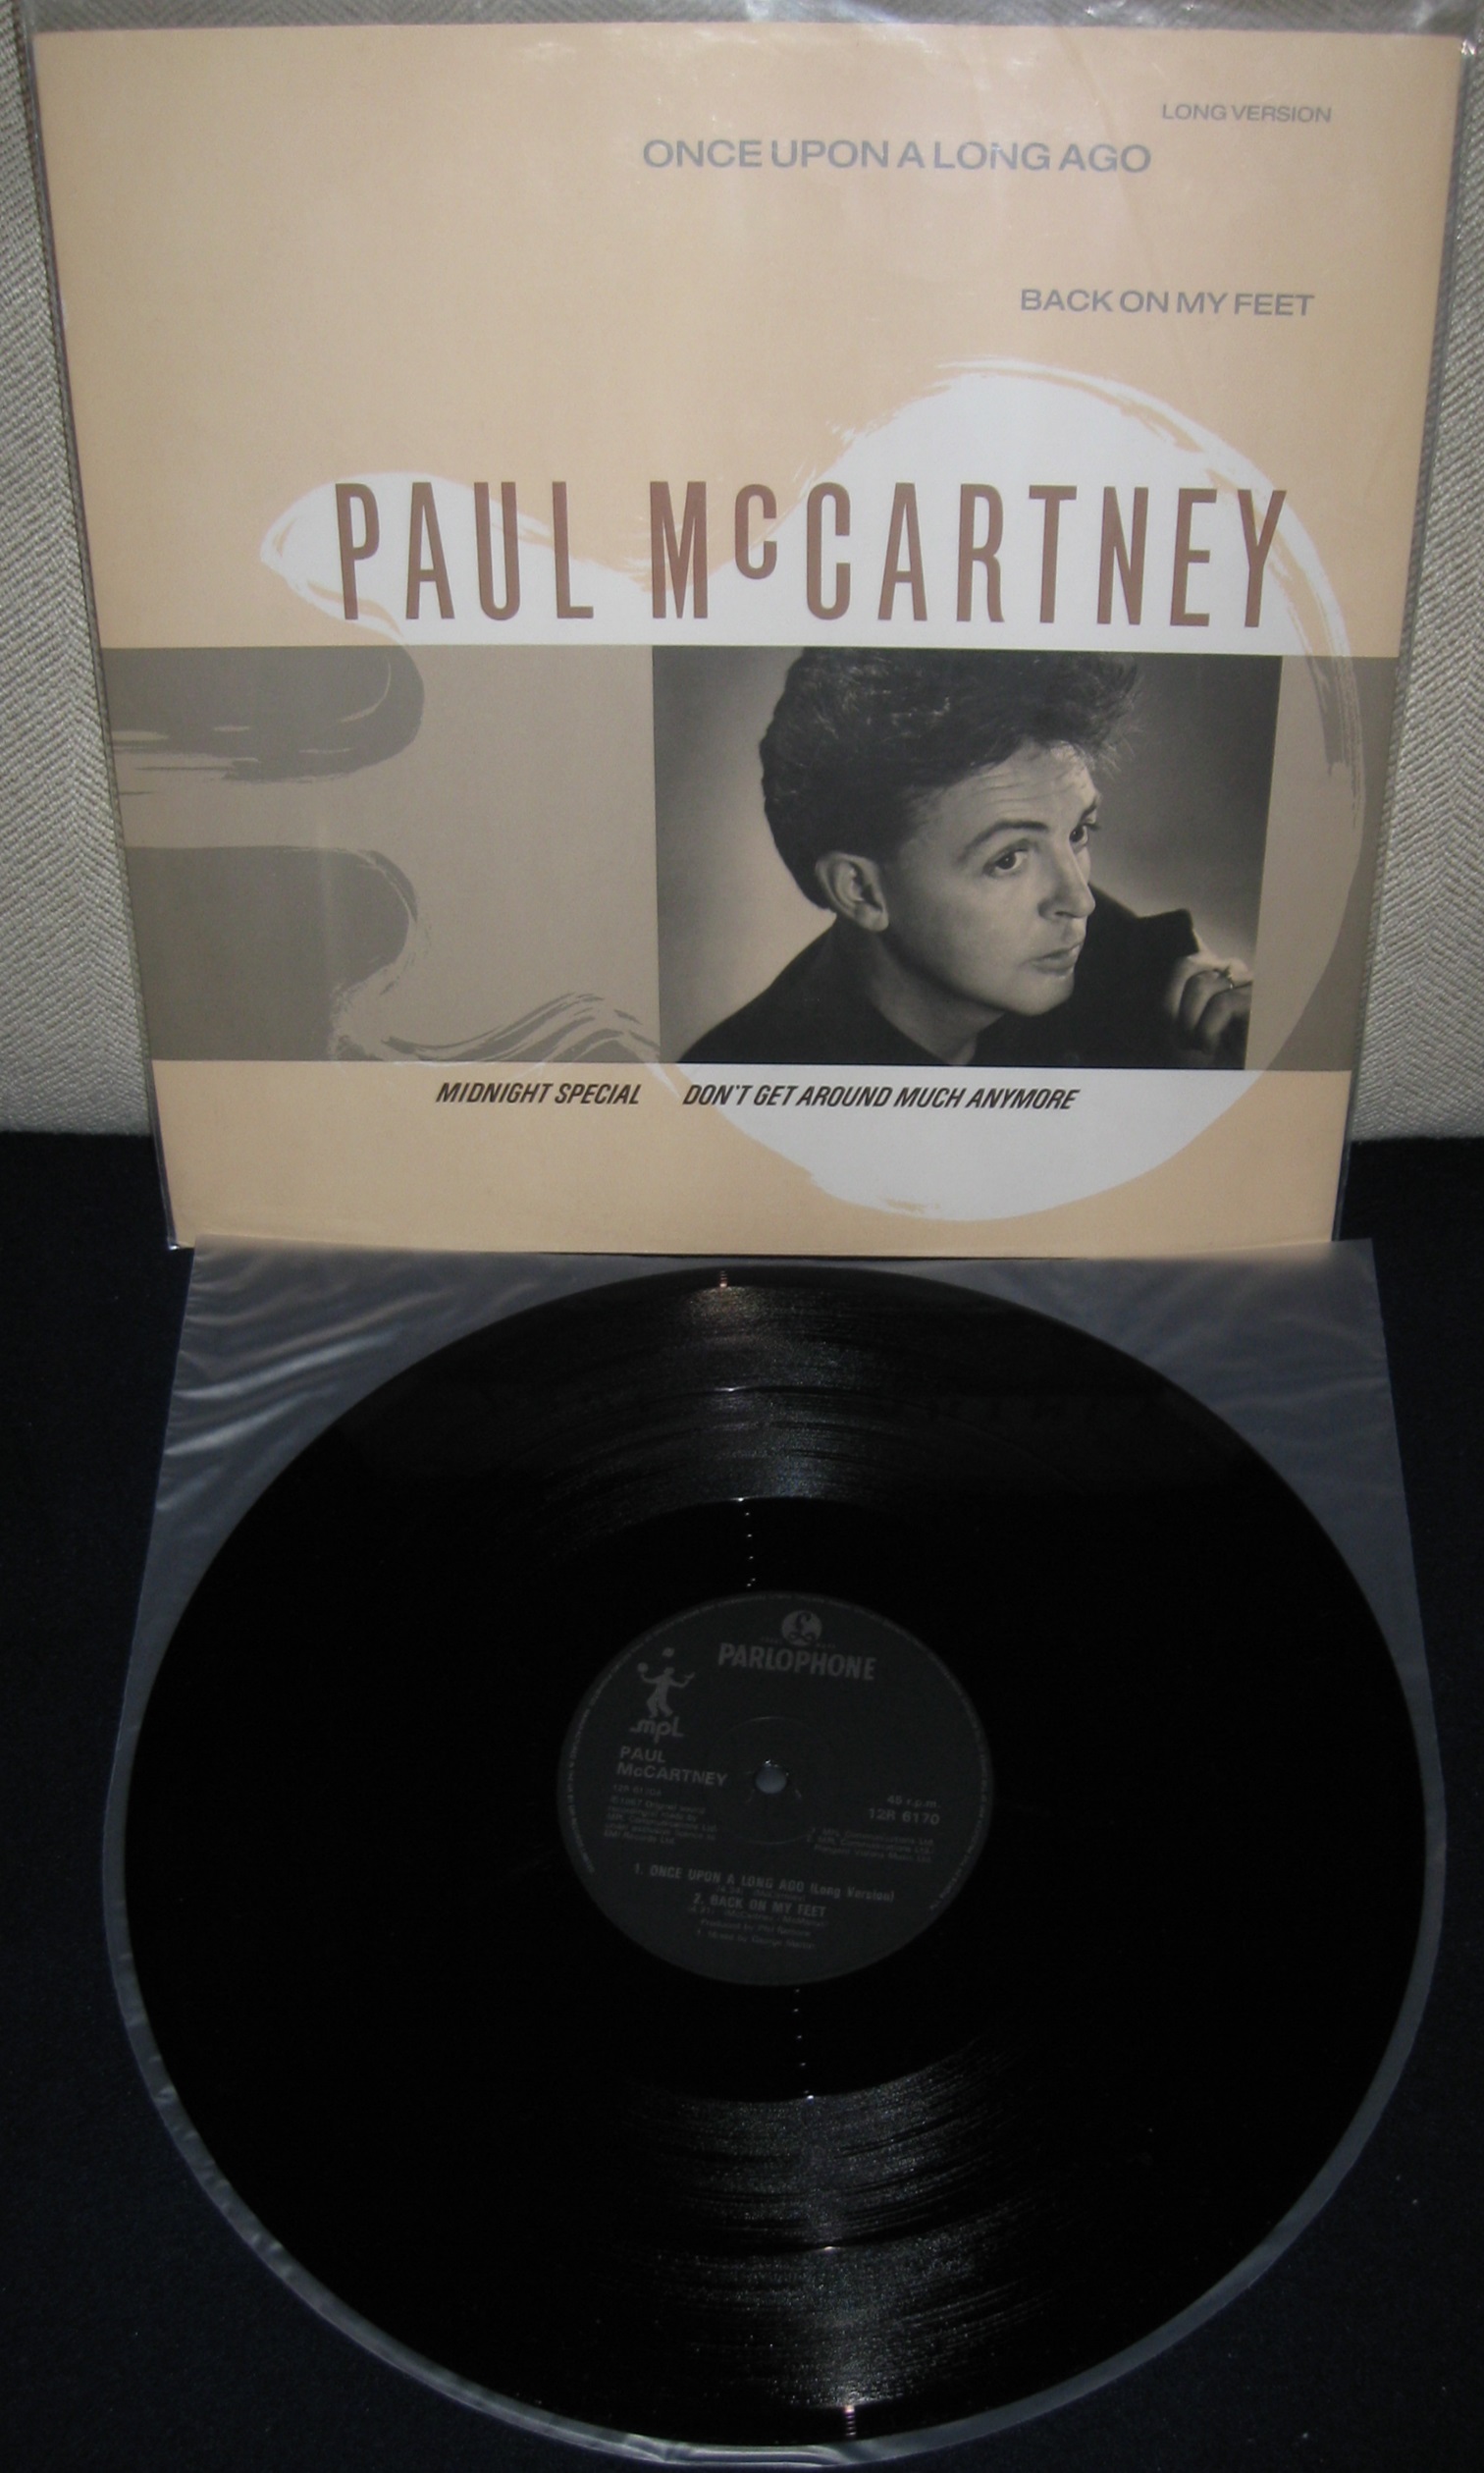 LONG VERSION
ONCE UPON A LONG AGO
BACK ON MY FEET
PAUL McCARTNEY
MIDNIGHT SPECIAL DON'T GET AROUND MUCH ANYMORE
PARLOPHONE
mpl
PAUL
McCARTNEY
45 r.p.m.
12R 6170
1. ONCE UPON A LONG AGO (Long Version)
2. BACK ON MY FEET